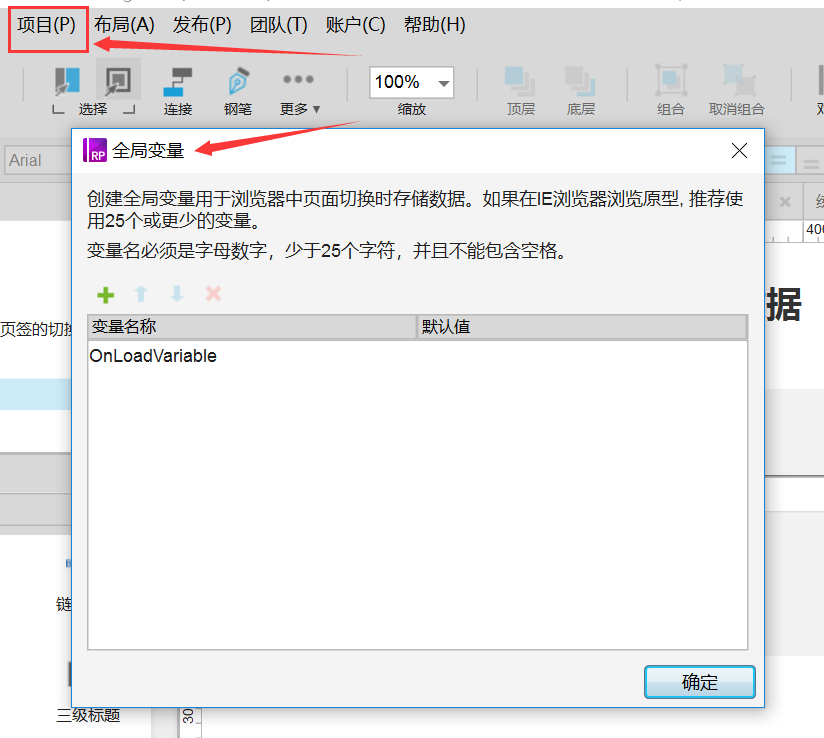 项目(P) 布局(A) 发布(P) 团队(T) 账户(C) 帮助(H)
选择 连接 钢笔 更多▼ 100% 缩放 顶层 底层 组合 取消组合
Arial
RP 全局变量
创建全局变量用于浏览器中页面切换时存储数据。如果在IE浏览器浏览原型, 推荐使
用25个或更少的变量。
变量名必须是字母数字，少于25个字符，并且不能包含空格。
400
据
变量名称 默认值
页签的切换
OnLoadVariable
链
确定
三级标题
30